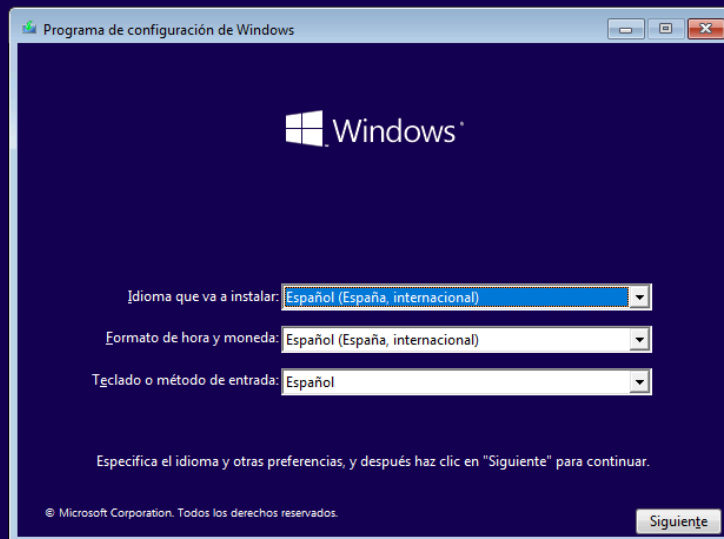 Programa de configuración de Windows
Windows
Idioma que va a instalar: Español (España, internacional)
Formato de hora y moneda: Español (España, internacional)
Teclado o método de entrada: Español
Especifica el idioma y otras preferencias, y después haz clic en "Siguiente" para continuar.
© Microsoft Corporation. Todos los derechos reservados.
Siguiente